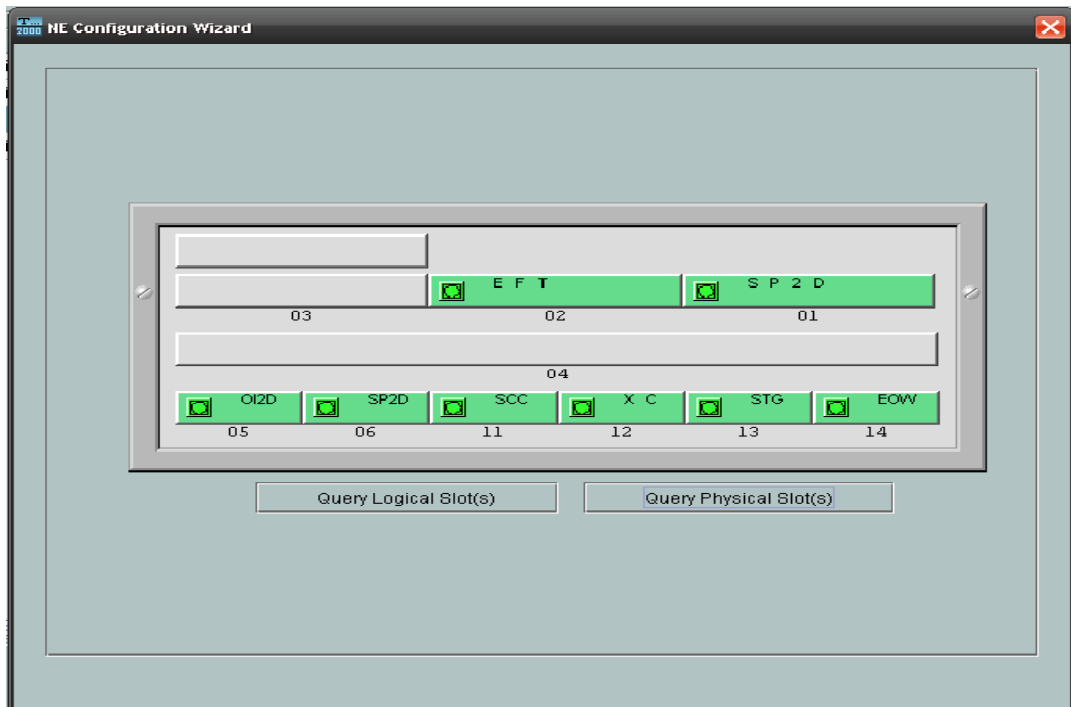 T... 2000 NE Configuration Wizard
E F T S P 2 D
03 02 01
04
OI2D SP2D SCC X C STG EOW
05 06 11 12 13 14
Query Logical Slot(s) Query Physical Slot(s)